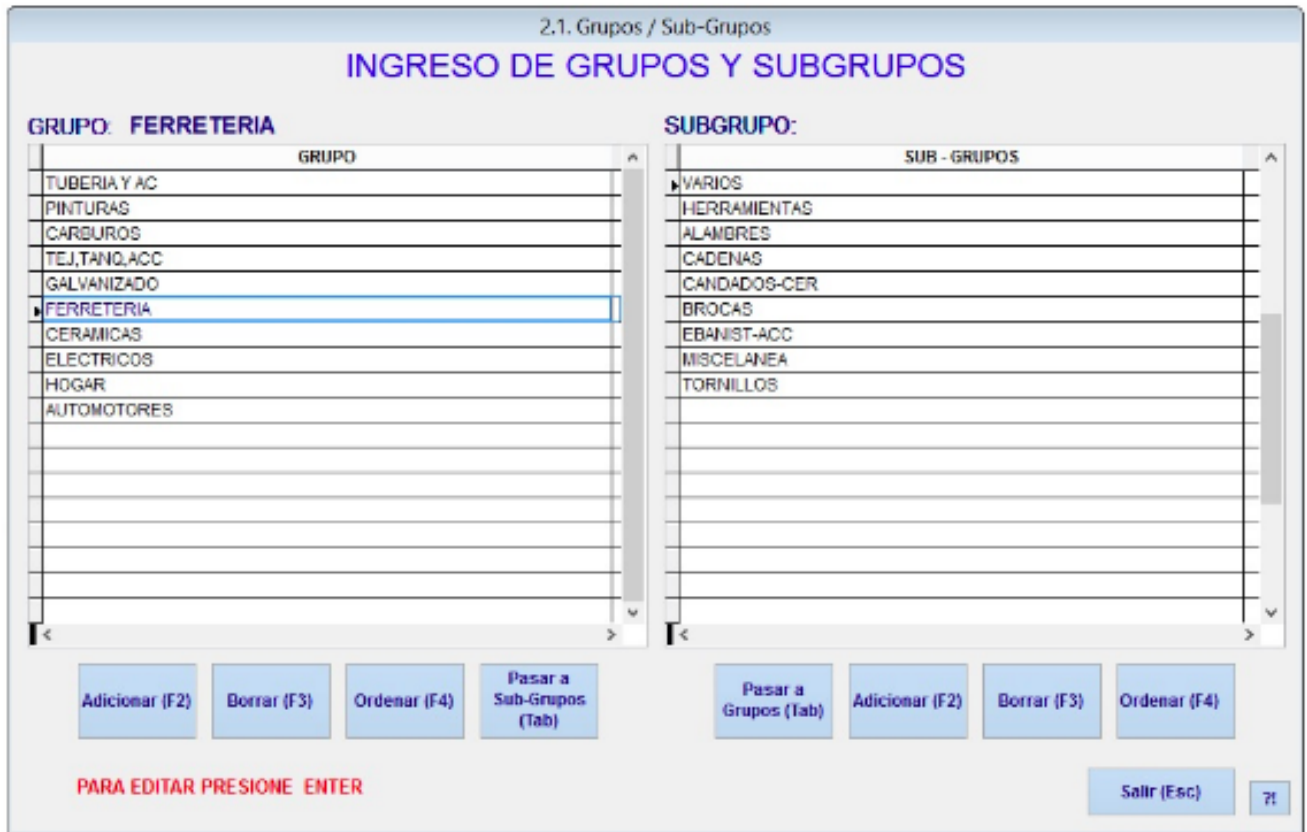 2.1. Grupos / Sub-Grupos
INGRESO DE GRUPOS Y SUBGRUPOS
GRUPO: FERRETERIA
GRUPO
TUBERIA Y AC
PINTURAS
CARBUROS
TEJ,TANQ,ACC
GALVANIZADO
FERRETERIA
CERAMICAS
ELECTRICOS
HOGAR
AUTOMOTORES
SUBGRUPO:
SUB - GRUPOS
VARIOS
HERRAMIENTAS
ALAMBRES
CADENAS
CANDADOS-CER
BROCAS
EBANIST-ACC
MISCELANEA
TORNILLOS
Adicionar (F2)
Borrar (F3)
Ordenar (F4)
Pasar a
Sub-Grupos
(Tab)
Pasar a
Grupos (Tab)
Adicionar (F2)
Borrar (F3)
Ordenar (F4)
PARA EDITAR PRESIONE ENTER
Salir (Esc)
?!